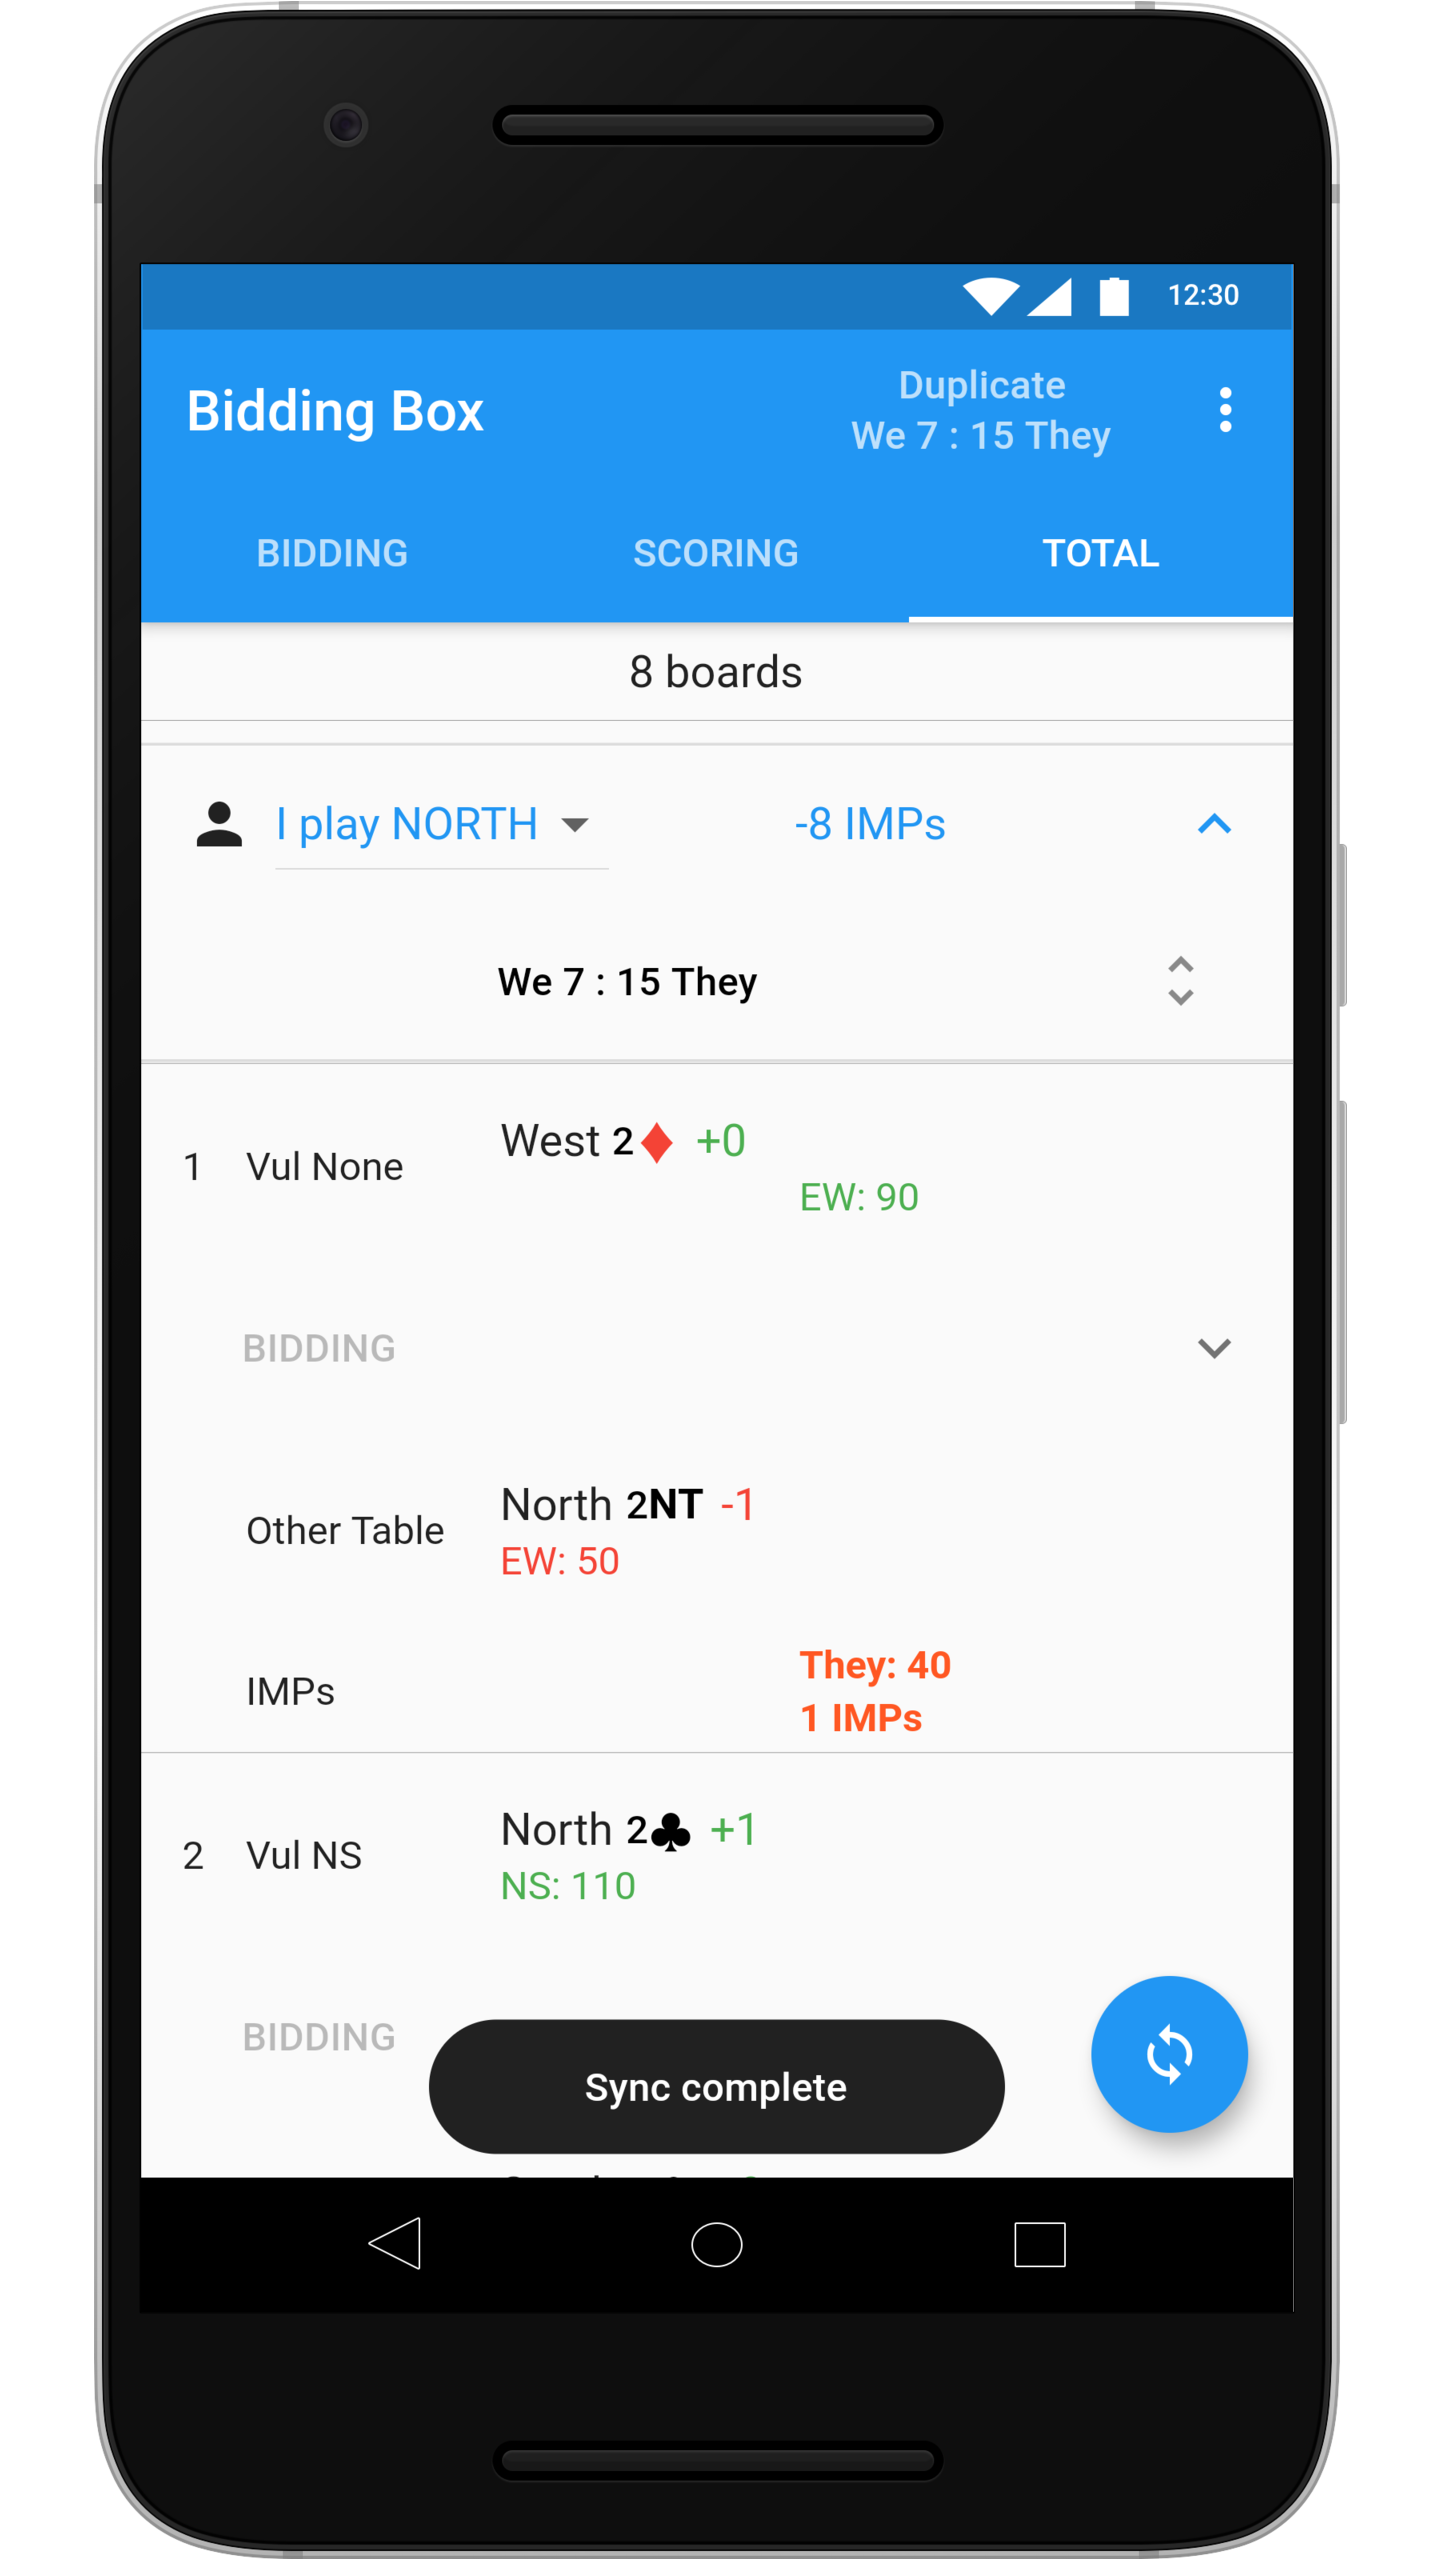 12:30
Bidding Box
Duplicate
We 7 : 15 They
BIDDING SCORING TOTAL
8 boards
I play NORTH -8 IMPs
We 7 : 15 They
1 Vul None West 2♦ +0
EW: 90
BIDDING
Other Table North 2NT -1
EW: 50
IMPs They: 40
1 IMPs
2 Vul NS North 2♣ +1
NS: 110
BIDDING
Sync complete